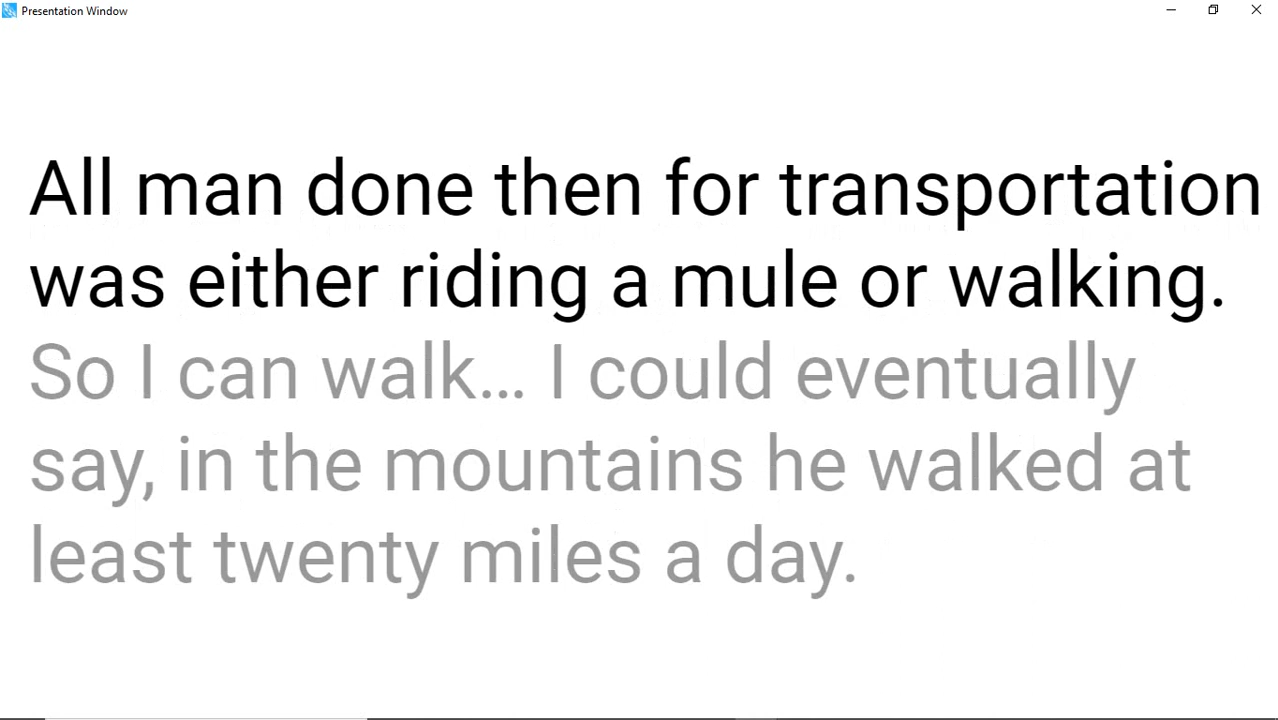 Presentation Window
All man done then for transportation
was either riding a mule or walking.
So I can walk... I could eventually
say, in the mountains he walked at
least twenty miles a day.